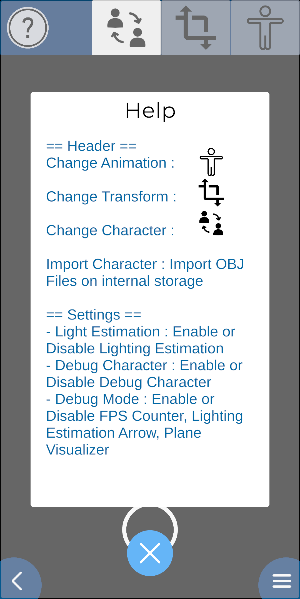 ?
Help
== Header ==
Change Animation :
Change Transform :
Change Character :
Import Character : Import OBJ
Files on internal storage
== Settings ==
- Light Estimation : Enable or
Disable Lighting Estimation
- Debug Character : Enable or
Disable Debug Character
- Debug Mode : Enable or
Disable FPS Counter, Lighting
Estimation Arrow, Plane
Visualizer